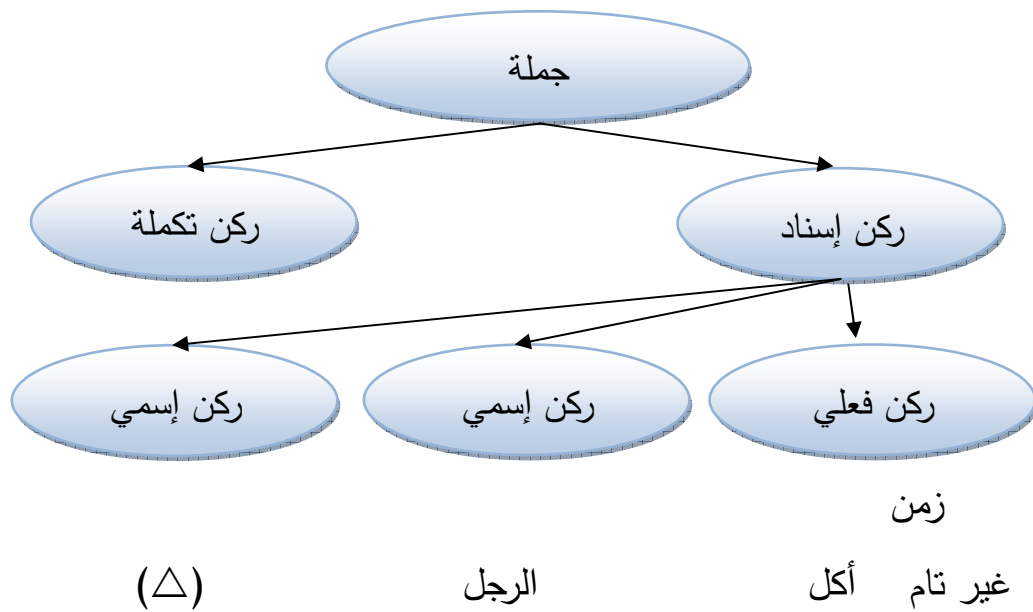 جملة
ركن إسناد ركن تكملة
ركن فعلي ركن إسمي ركن إسمي
زمن
غير تام أكل الرجل (△)